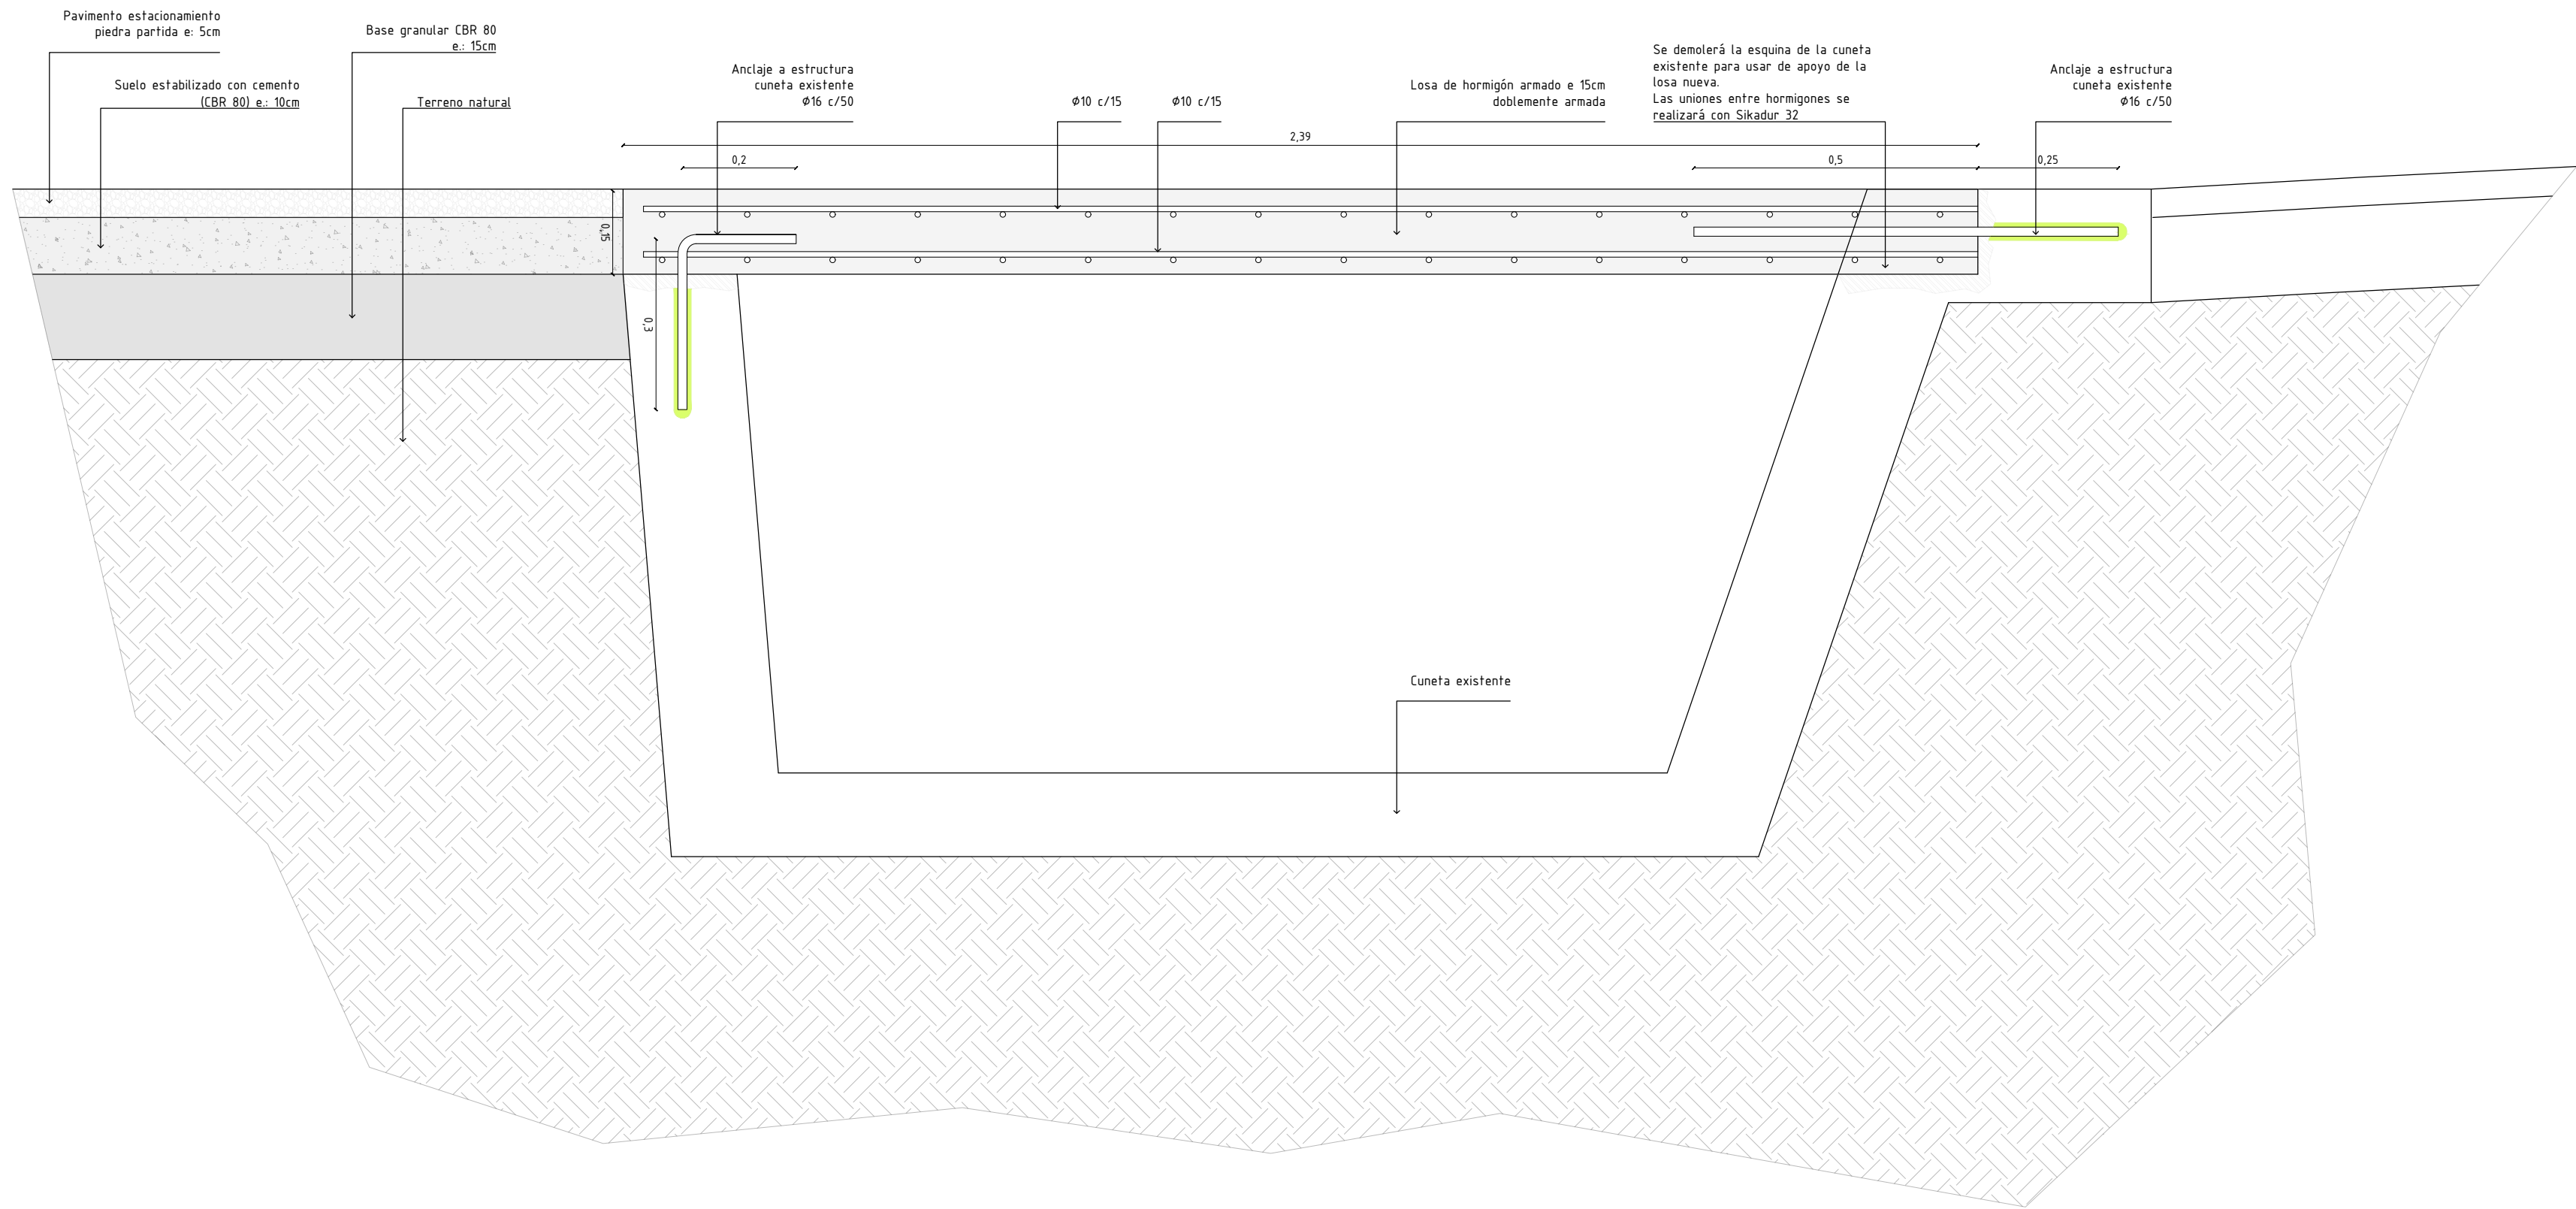 Pavimento estacionamiento
piedra partida e: 5cm
Base granular CBR 80
e.: 15cm
Suelo estabilizado con cemento
(CBR 80) e.: 10cm
Terreno natural
Anclaje a estructura
cuneta existente
Ø16 c/50
Ø10 c/15
Ø10 c/15
Losa de hormigón armado e 15cm
doblemente armada
Se demolerá la esquina de la cuneta
existente para usar de apoyo de la
losa nueva.
Las uniones entre hormigones se
realizará con Sikadur 32
Anclaje a estructura
cuneta existente
Ø16 c/50
2,39
0,2
0,5
0,25
0,15
0,3
Cuneta existente